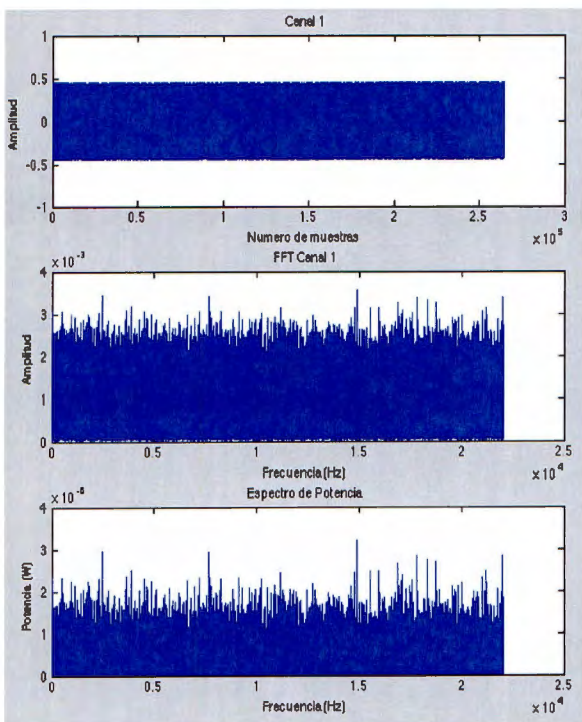 Canal 1
1
0.5
0
-0.5
-1
Amplitud
0 0.5 1 1.5 2 2.5 3
Numero de muestras
x 10^5
FFT Canal 1
x 10^-3
4
3
2
1
0
Amplitud
0 0.5 1 1.5 2 2.5
Frecuencia(Hz)
x 10^4
Espectro de Potencia
x 10^-6
4
3
2
1
0
Potencia (W)
0 0.5 1 1.5 2 2.5
Frecuencia(Hz)
x 10^4